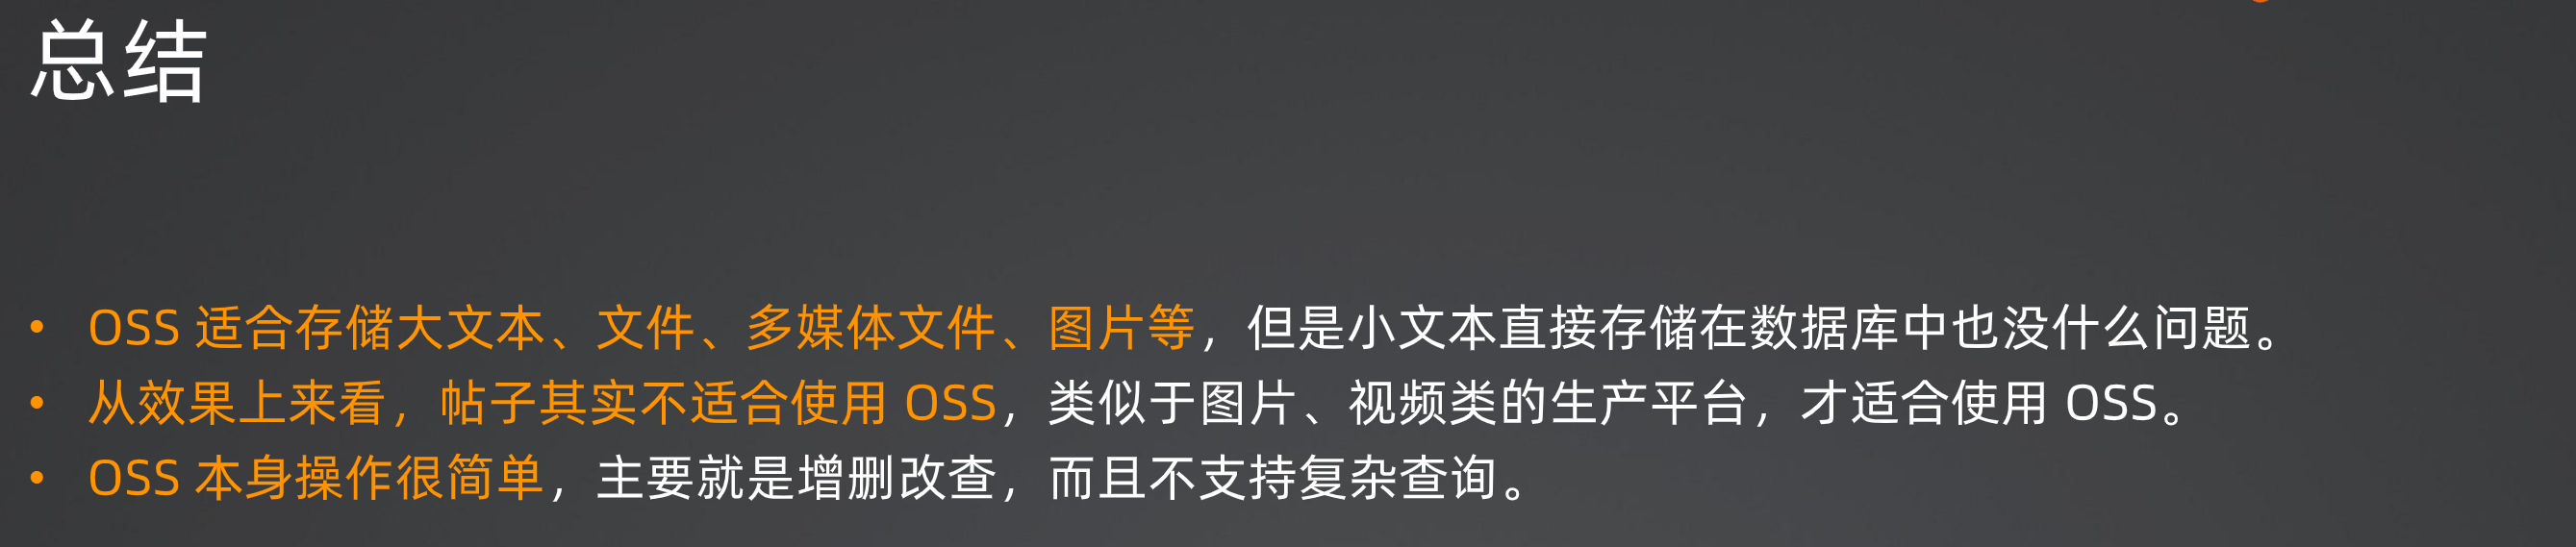 总结
• OSS 适合存储大文本、文件、多媒体文件、图片等，但是小文本直接存储在数据库中也没什么问题。
• 从效果上来看，帖子其实不适合使用 OSS，类似于图片、视频类的生产平台，才适合使用 OSS。
• OSS 本身操作很简单，主要就是增删改查，而且不支持复杂查询。